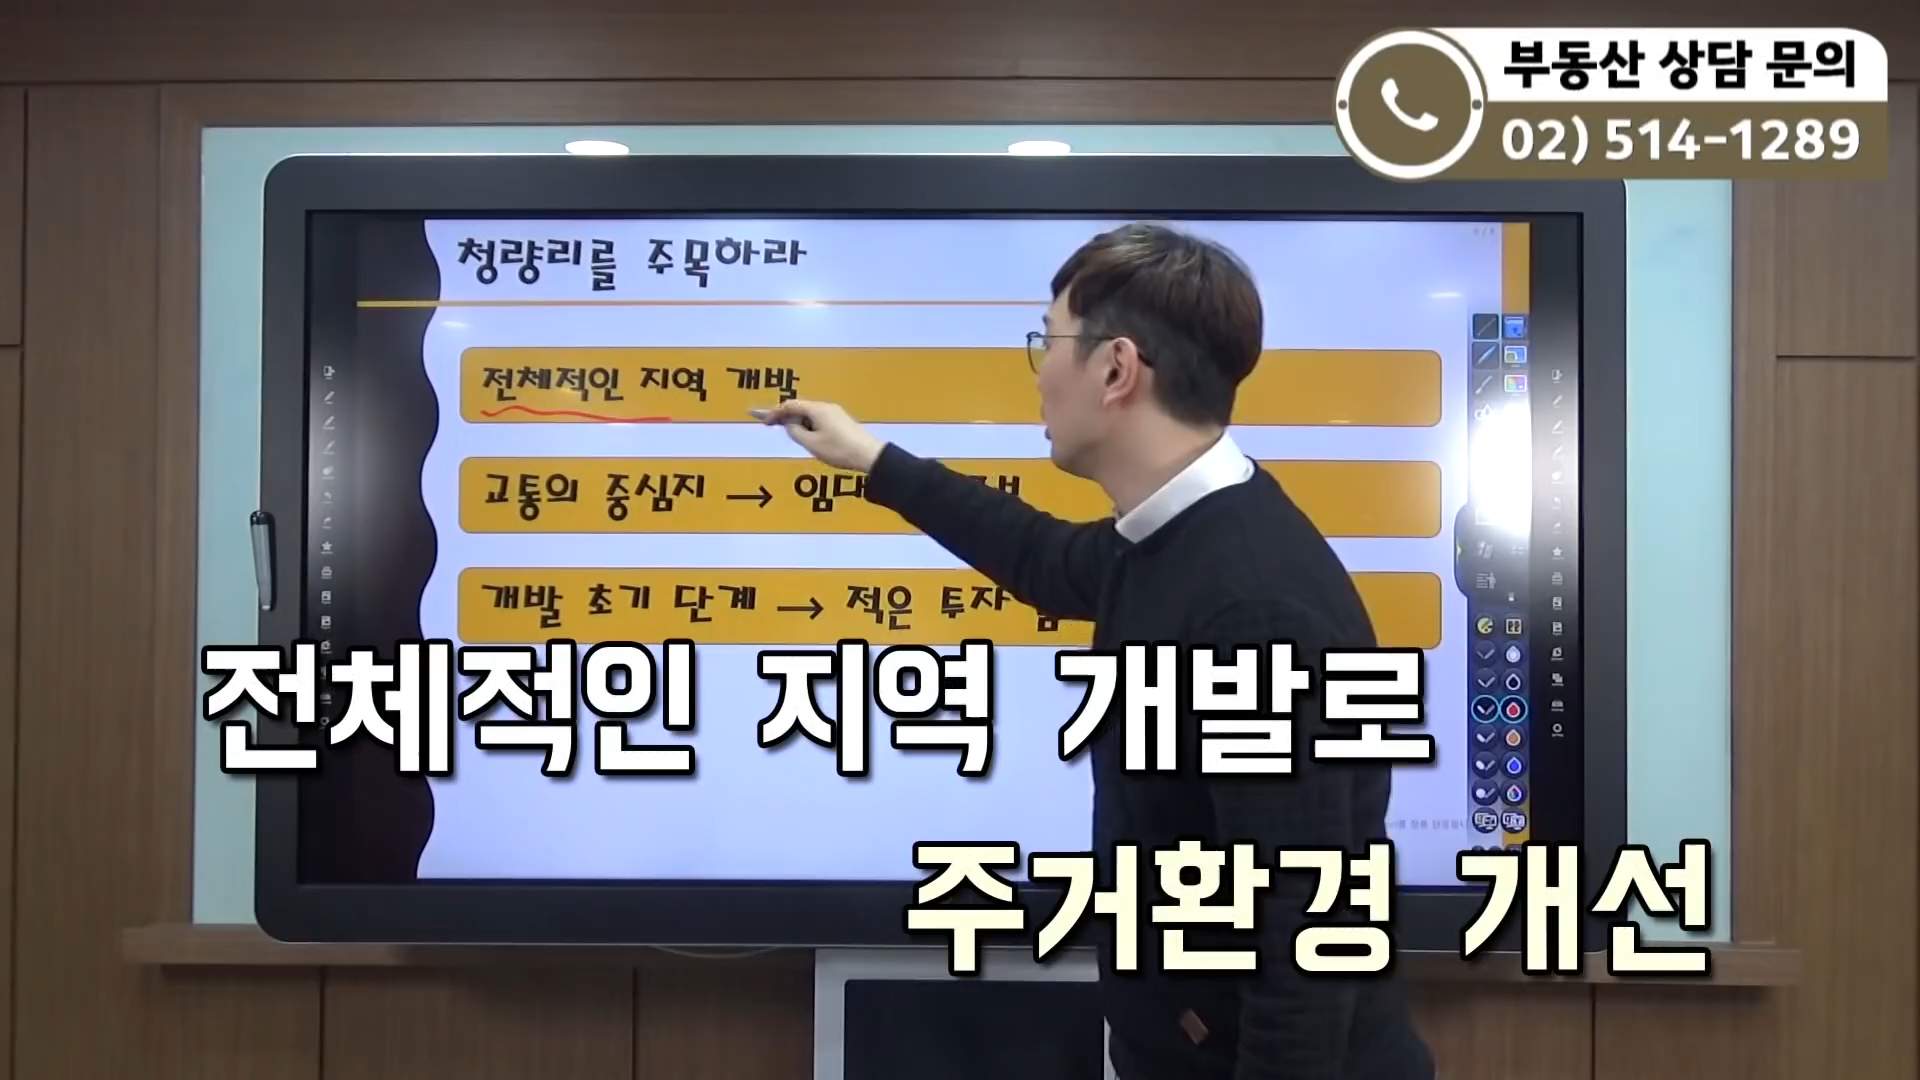 부동산 상담 문의
02) 514-1289
청량리를 주목하라
전체적인 지역 개발
교통의 중심지 → 임대
개발 초기 단계 → 적은 투자
전체적인 지역 개발로
주거환경 개선